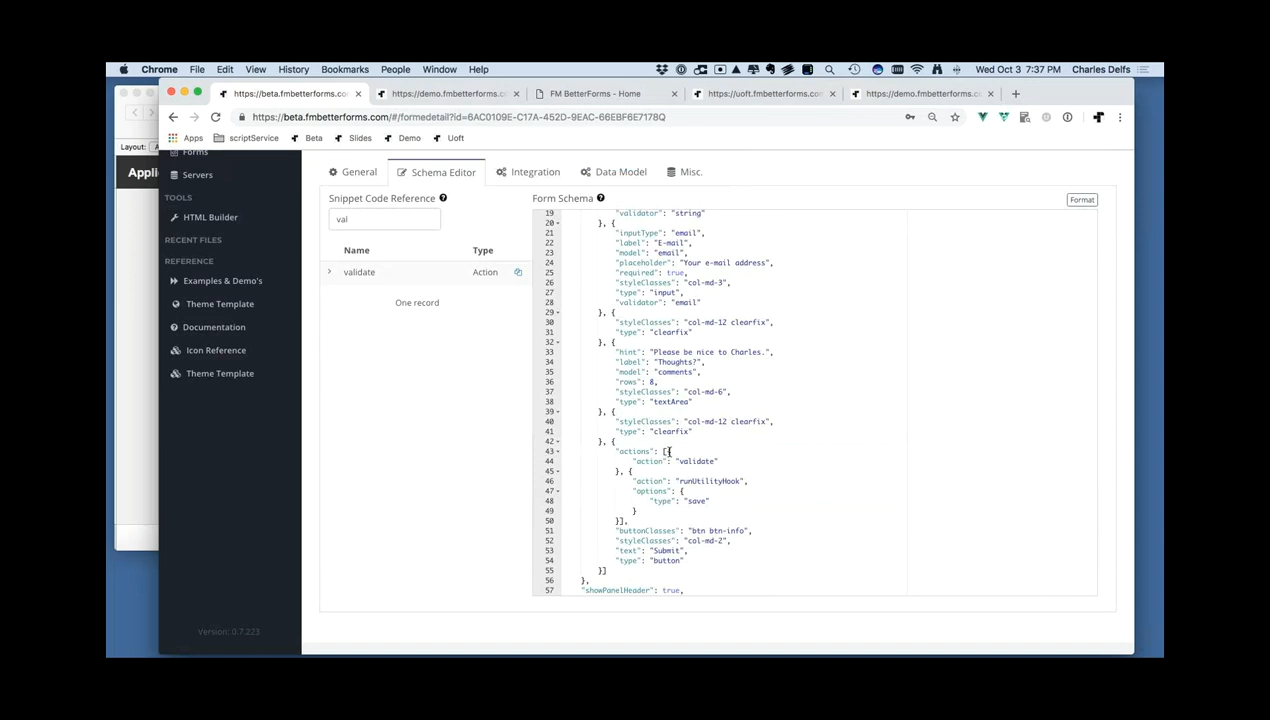 Chrome File Edit View History Bookmarks People Window Help Wed Oct 3 7:37 PM Charles Delfs
https://beta.fmbetterforms.co × https://demo.fmbetterforms.c × FM BetterForms - Home × https://uoft.fmbetterforms.co × https://demo.fmbetterforms.c ×
https://beta.fmbetterforms.com/#/formedetail?id=6AC0109E-C17A-452D-9EAC-66EBF6E7178Q
Apps scriptService Beta Slides Demo Uoft
Layout:
Applic
Forms
Servers
TOOLS
HTML Builder
RECENT FILES
REFERENCE
Examples & Demo's
Theme Template
Documentation
Icon Reference
Theme Template
Version: 0.7.223
General Schema Editor Integration Data Model Misc.
Snippet Code Reference
val
Name Type
validate Action
One record
Form Schema Format
19 "validator": "string"
20 }, {
21 "inputType": "email",
22 "label": "E-mail",
23 "model": "email",
24 "placeholder": "Your e-mail address",
25 "required": true,
26 "styleClasses": "col-md-3",
27 "type": "input",
28 "validator": "email"
29 }, {
30 "styleClasses": "col-md-12 clearfix",
31 "type": "clearfix"
32 }, {
33 "hint": "Please be nice to Charles.",
34 "label": "Thoughts?",
35 "model": "comments",
36 "rows": 8,
37 "styleClasses": "col-md-6",
38 "type": "textArea"
39 }, {
40 "styleClasses": "col-md-12 clearfix",
41 "type": "clearfix"
42 }, {
43 "actions": [{
44 "action": "validate"
45 }, {
46 "action": "runUtilityHook",
47 "options": {
48 "type": "save"
49 }
50 }],
51 "buttonClasses": "btn btn-info",
52 "styleClasses": "col-md-2",
53 "text": "Submit",
54 "type": "button"
55 }]
56 },
57 "showPanelHeader": true,